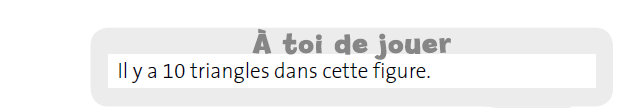 À toi de jouer
Il y a 10 triangles dans cette figure.